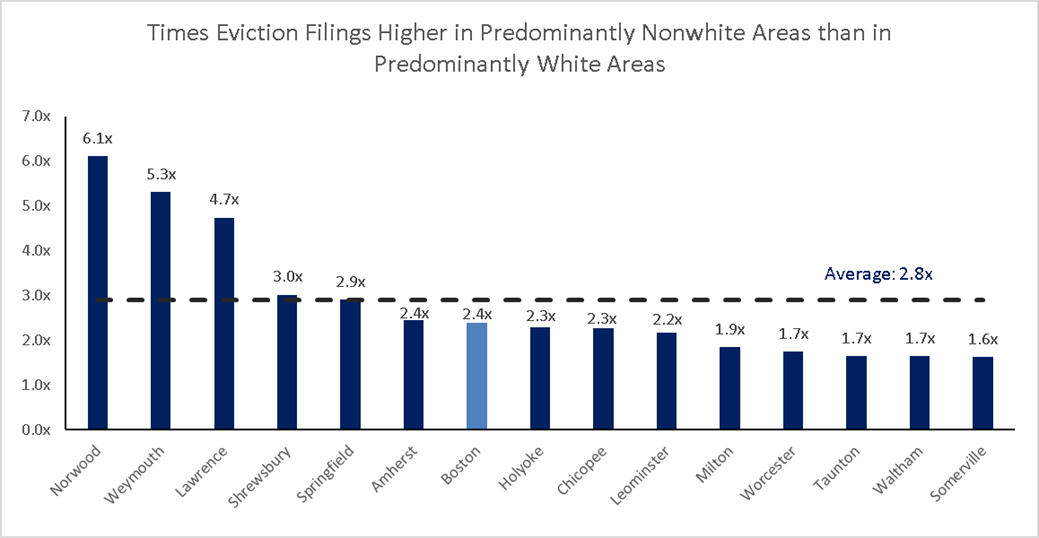 Times Eviction Filings Higher in Predominantly Nonwhite Areas than in
Predominantly White Areas
7.0x
6.0x
5.0x
4.0x
3.0x
2.0x
1.0x
0.0x
6.1x
5.3x
4.7x
3.0x
2.9x
2.4x
2.4x
2.3x
2.3x
2.2x
1.9x
1.7x
1.7x
1.7x
1.6x
Average: 2.8x
Norwood
Weymouth
Lawrence
Shrewsbury
Springfield
Amherst
Boston
Holyoke
Chicopee
Leominster
Milton
Worcester
Taunton
Waltham
Somerville